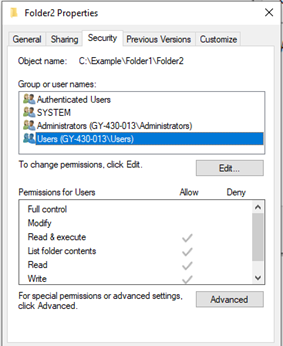 Folder2 Properties
General Sharing Security Previous Versions Customize
Object name: C:\Example\Folder1\Folder2
Group or user names:
Authenticated Users
SYSTEM
Administrators (GY-430-013\Administrators)
Users (GY-430-013\Users)
To change permissions, click Edit.
Edit...
Permissions for Users Allow Deny
Full control
Modify
Read & execute
List folder contents
Read
Write
For special permissions or advanced settings,
click Advanced.
Advanced